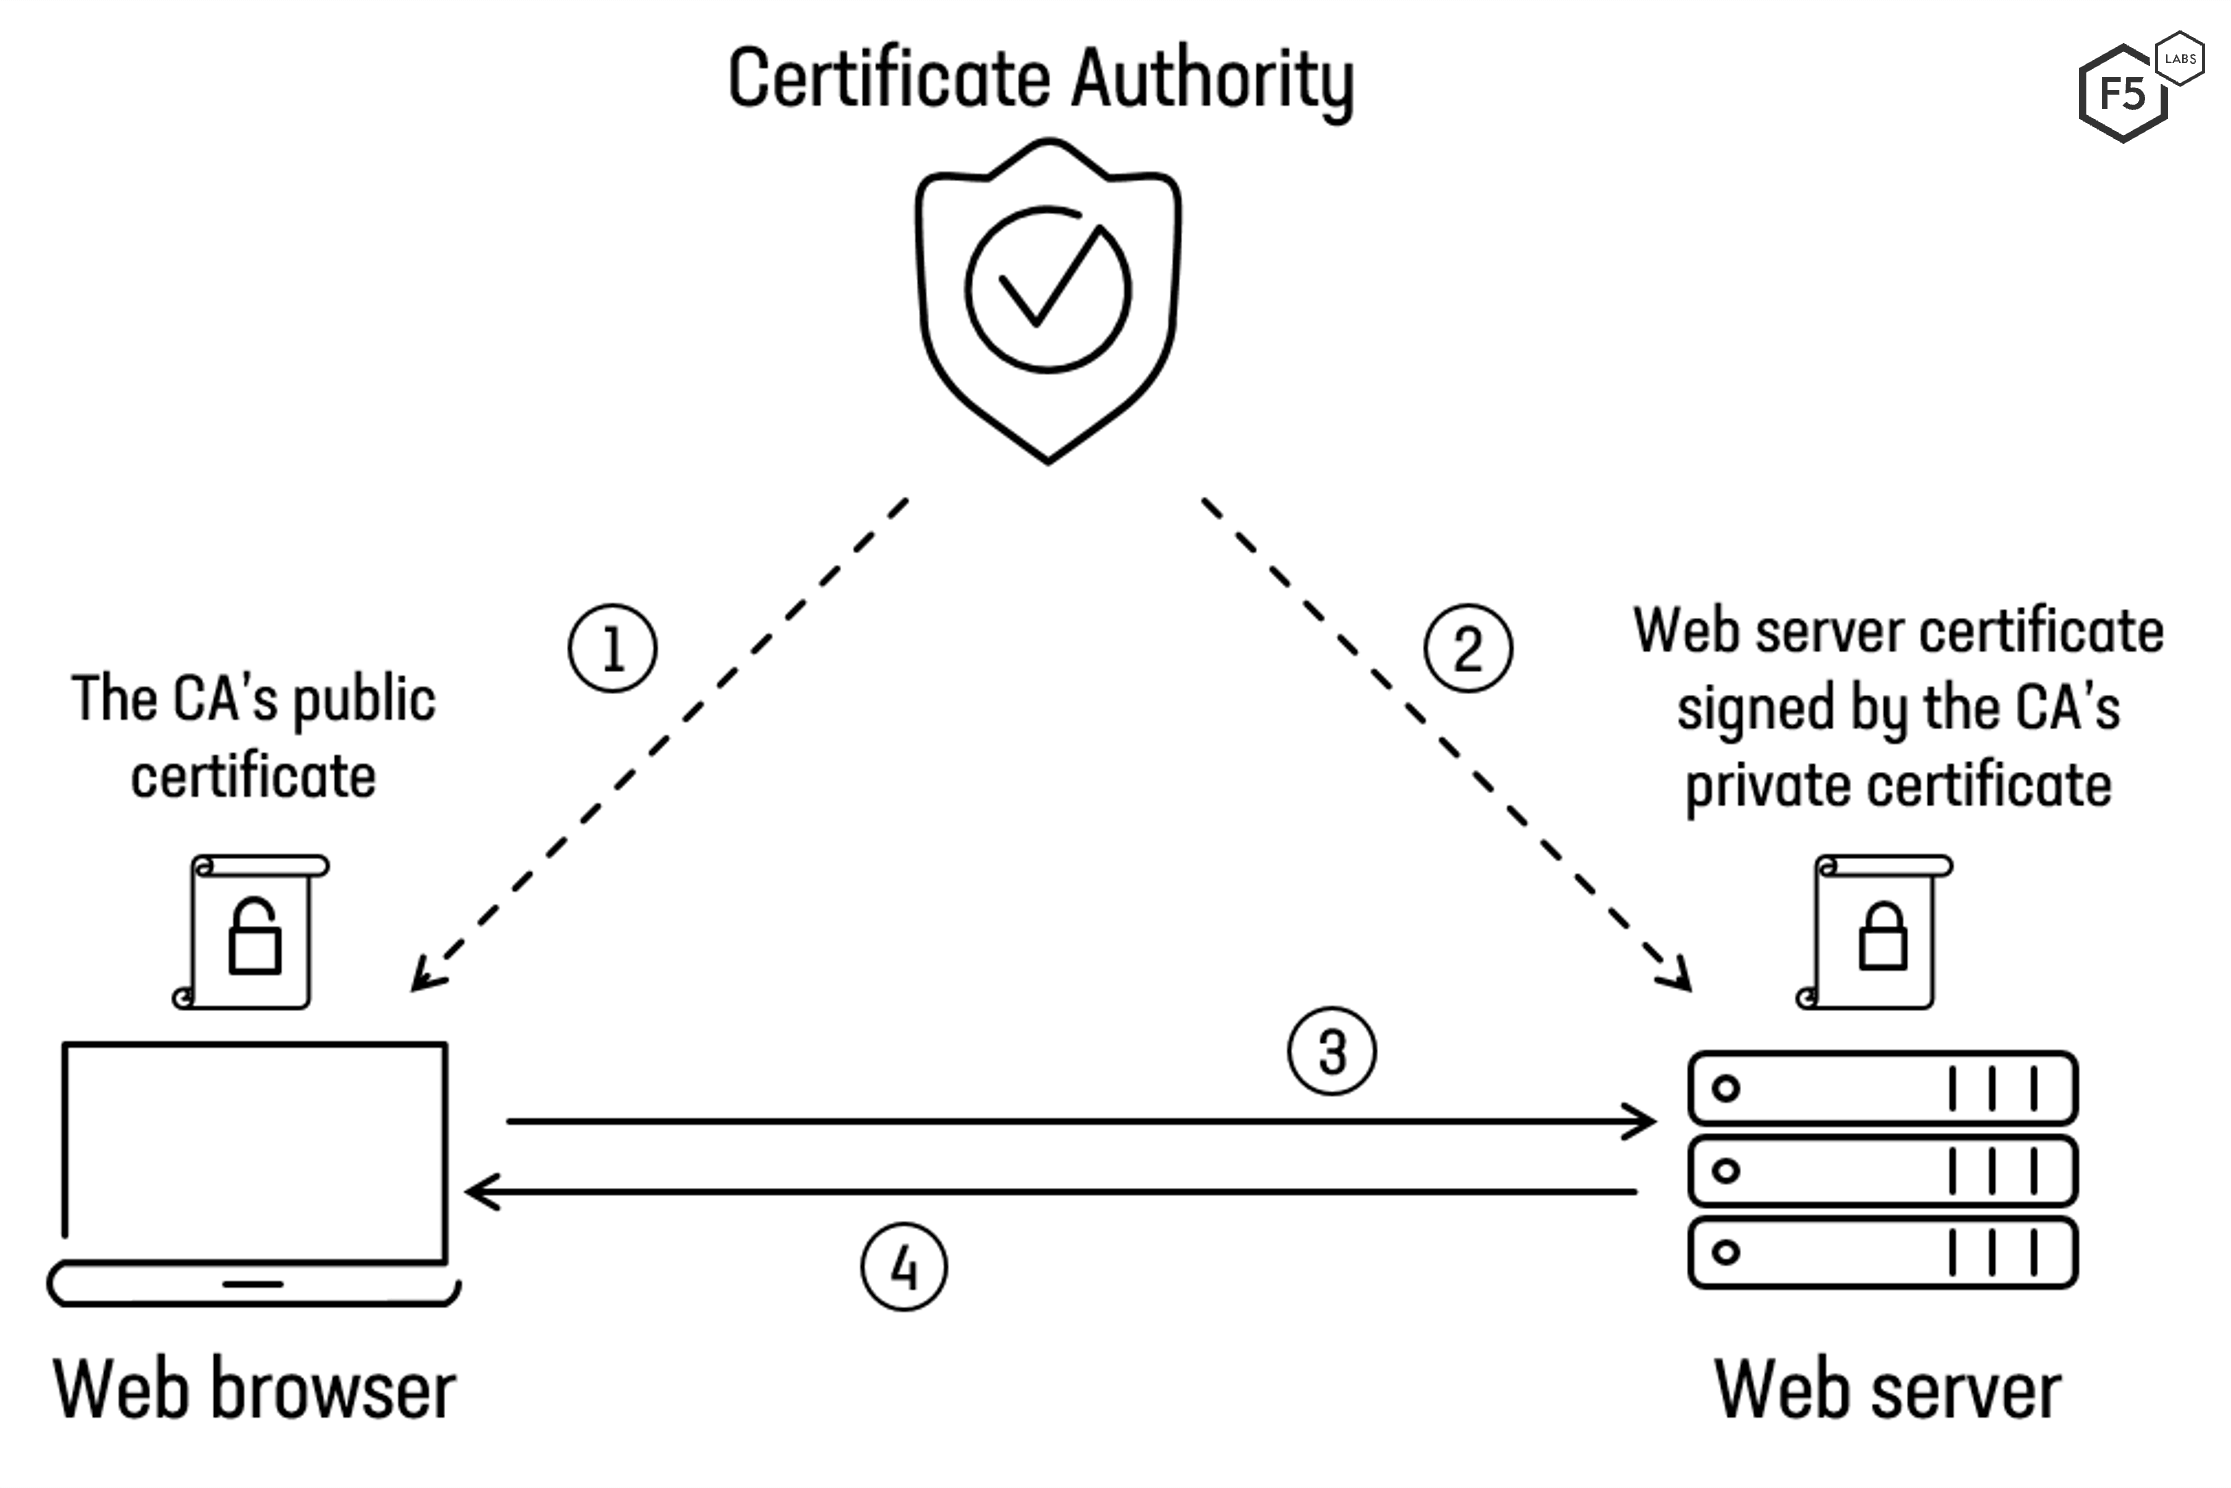 Certificate Authority
F5
LABS
1
2
The CA's public
certificate
Web server certificate
signed by the CA's
private certificate
3
4
Web browser
Web server